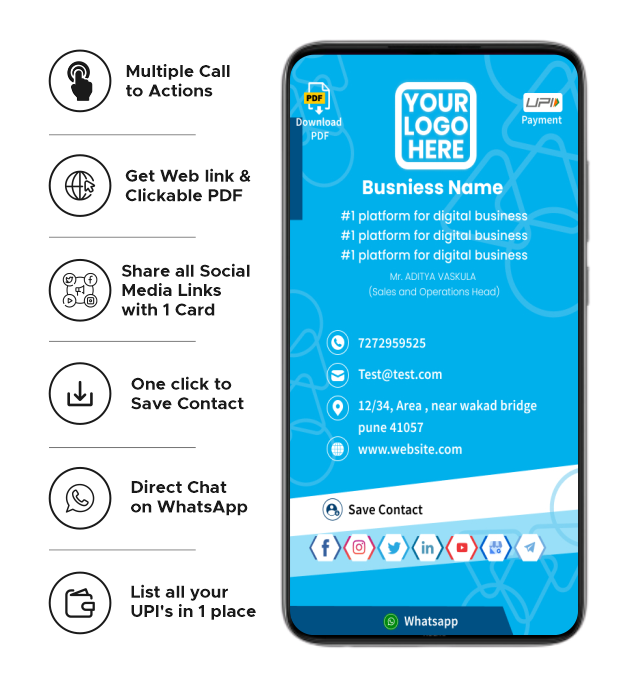 Multiple Call
to Actions
Get Web link &
Clickable PDF
Share all Social
Media Links
with 1 Card
One click to
Save Contact
Direct Chat
on WhatsApp
List all your
UPI's in 1 place
PDF
Download
PDF
YOUR
LOGO
HERE
UPI
Payment
Busniess Name
#1 platform for digital business
#1 platform for digital business
#1 platform for digital business
Mr. ADITYA VASKULA
(Sales and Operations Head)
7272959525
Test@test.com
12/34, Area , near wakad bridge
pune 41057
www.website.com
Save Contact
Whatsapp